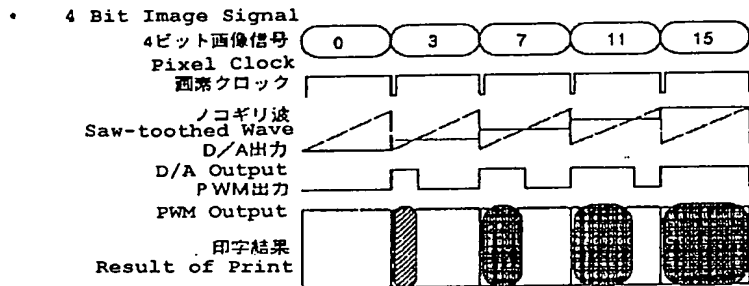 4 Bit Image Signal
4ビット画像信号 0 3 7 11 15
Pixel Clock
画素クロック
ノコギリ波
Saw-toothed Wave
D/A出力
D/A Output
PWM出力
PWM Output
印字結果
Result of Print